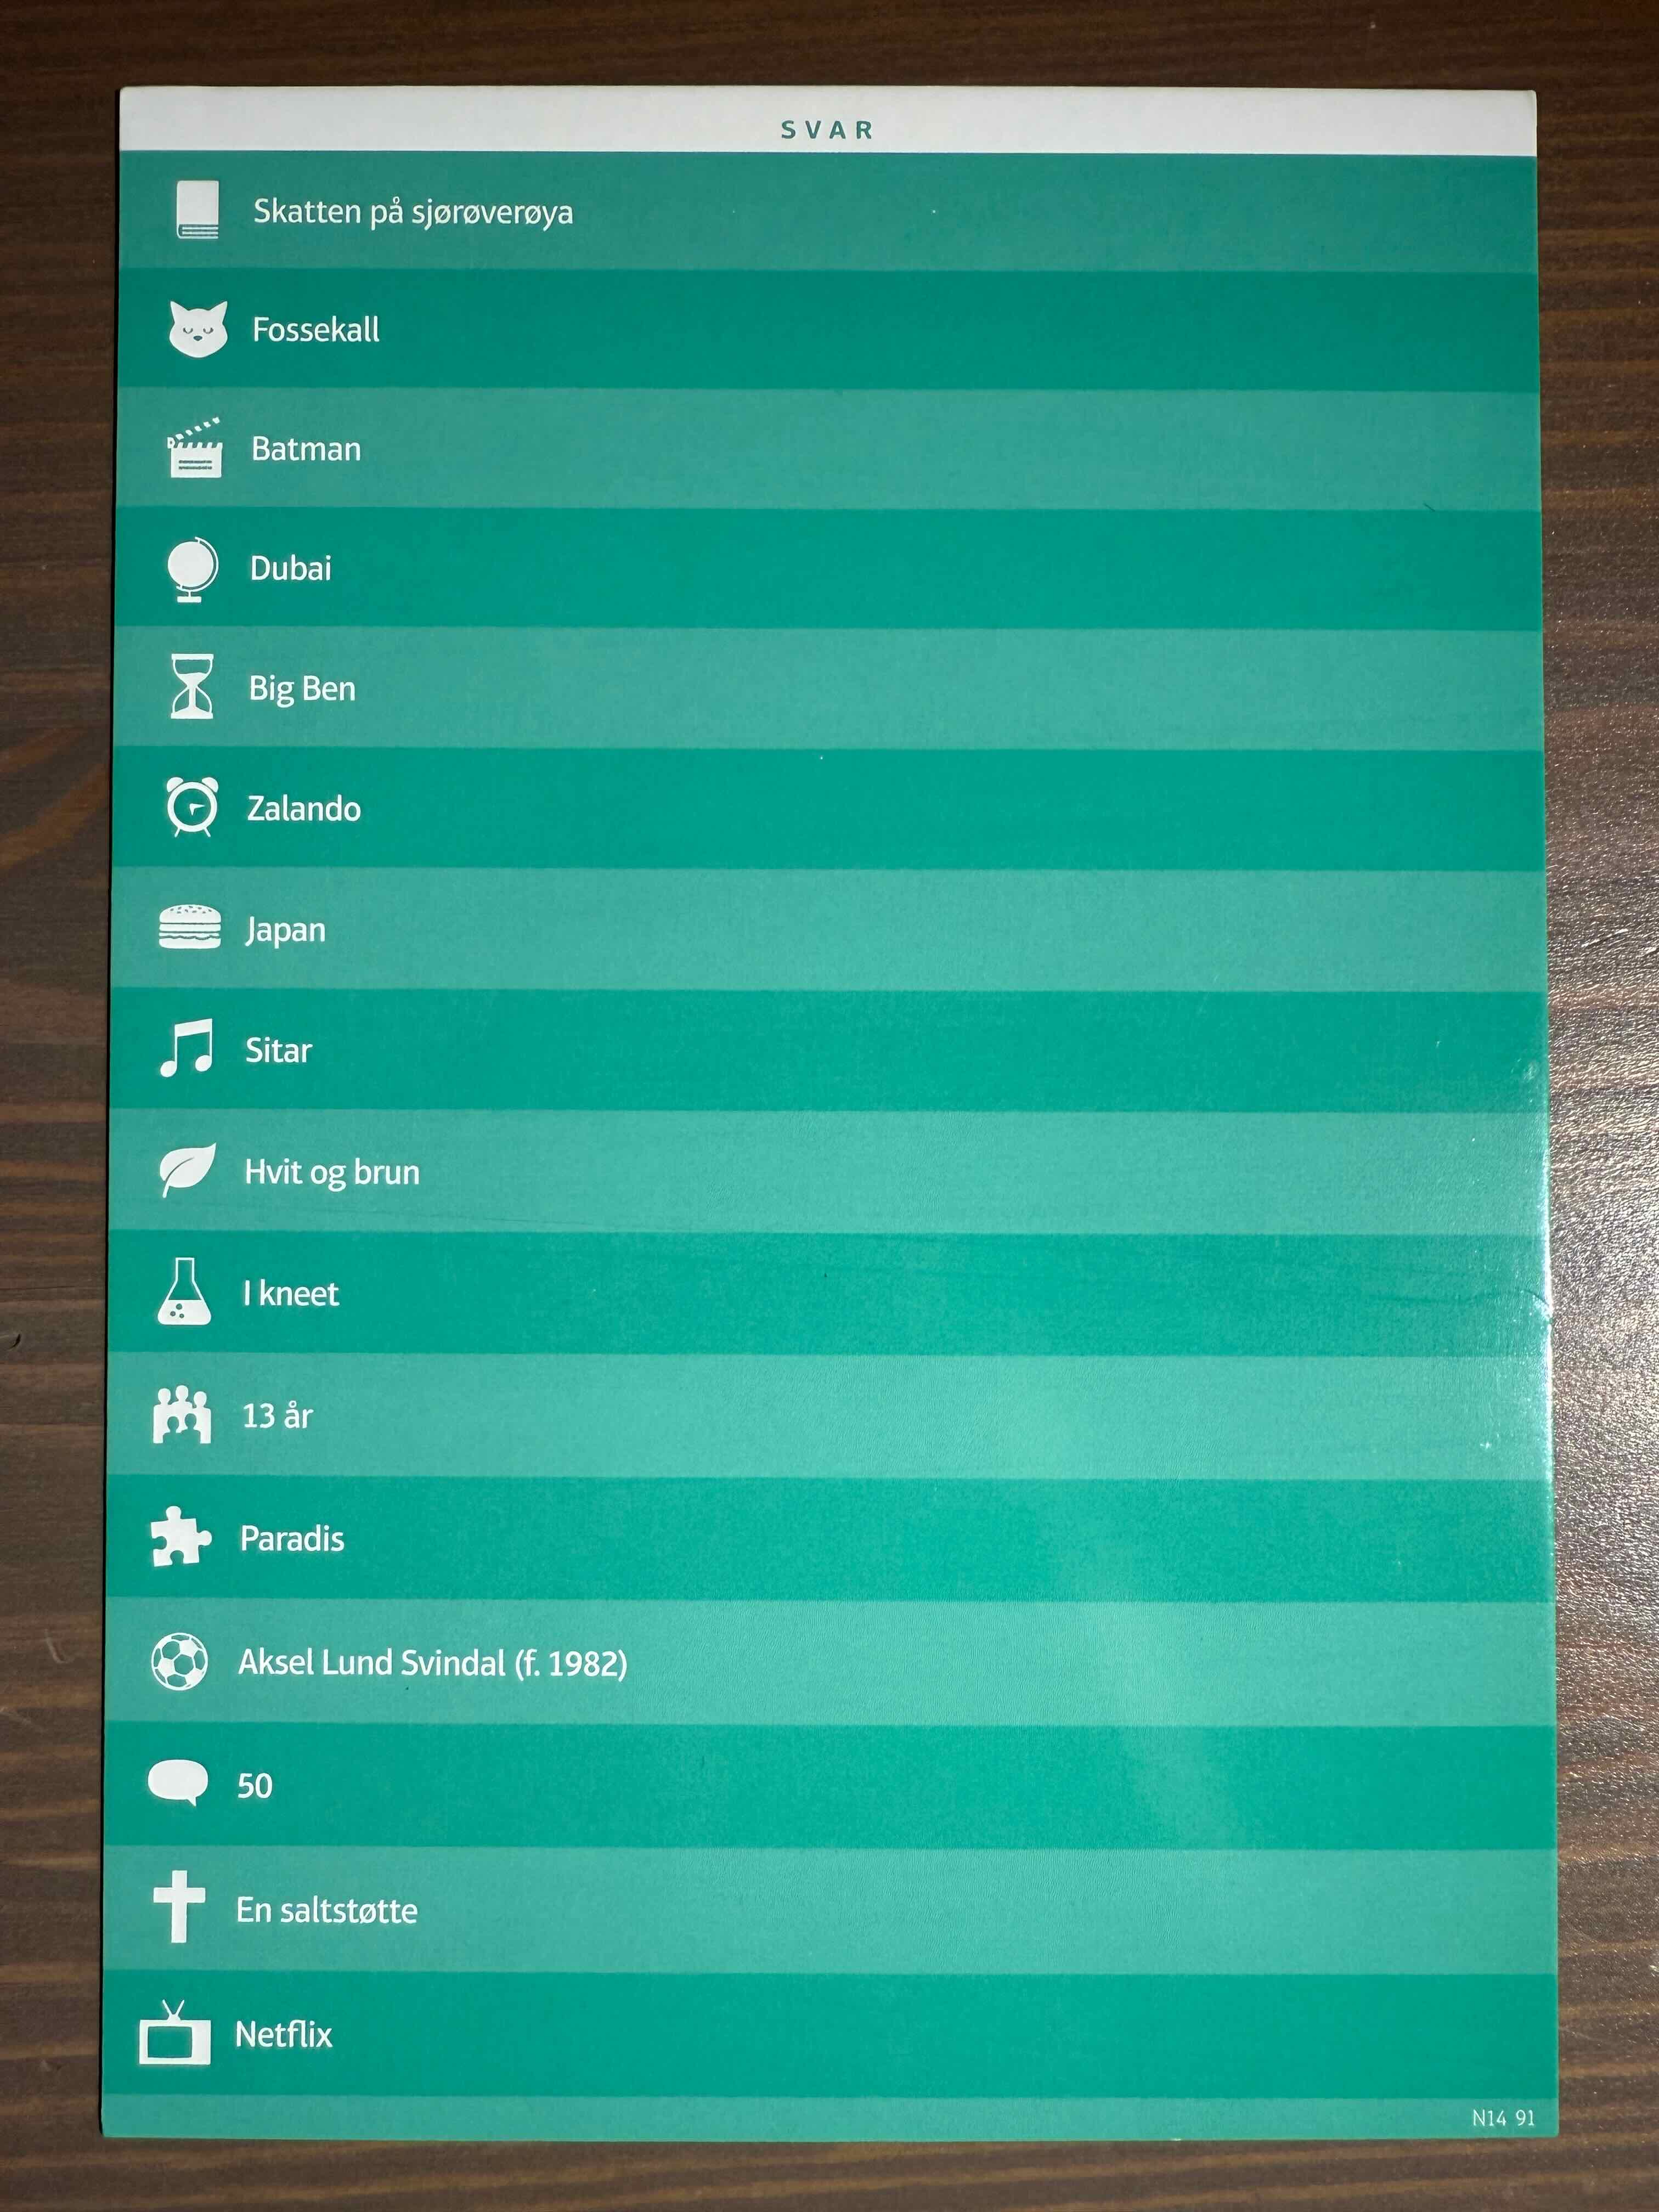 SVAR
Skatten på sjørøverøya
Fossekall
Batman
Dubai
Big Ben
Zalando
Japan
Sitar
Hvit og brun
I kneet
13 år
Paradis
Aksel Lund Svindal (f. 1982)
50
En saltstøtte
Netflix
N14 91